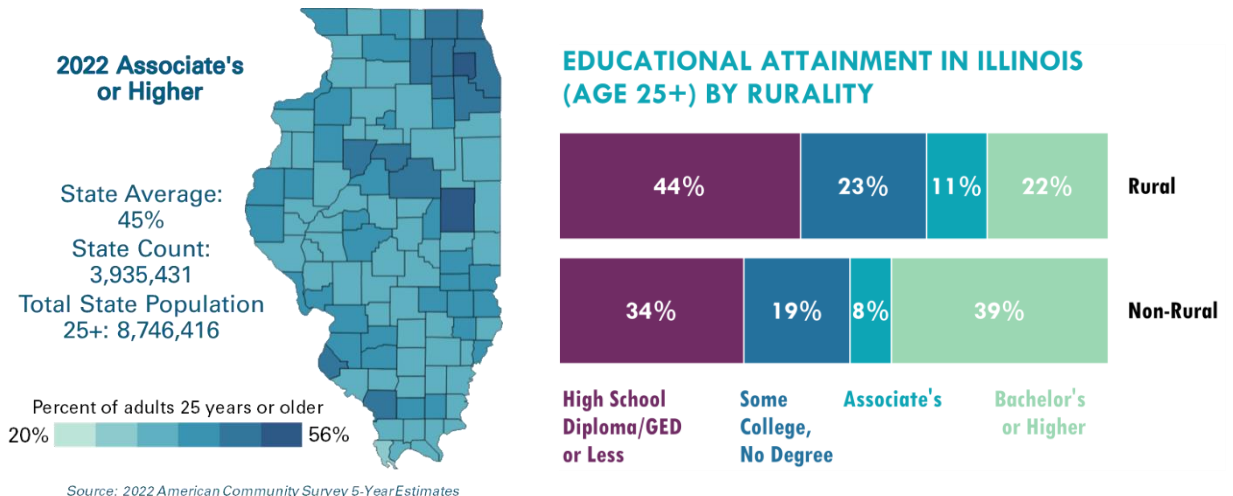 2022 Associate's
or Higher
State Average:
45%
State Count:
3,935,431
Total State Population
25+: 8,746,416
Percent of adults 25 years or older
20% 56%
Source: 2022 American Community Survey 5-Year Estimates
EDUCATIONAL ATTAINMENT IN ILLINOIS
(AGE 25+) BY RURALITY
44% 23% 11% 22% Rural
34% 19% 8% 39% Non-Rural
High School
Diploma/GED
or Less
Some
College,
No Degree
Associate's
Bachelor's
or Higher